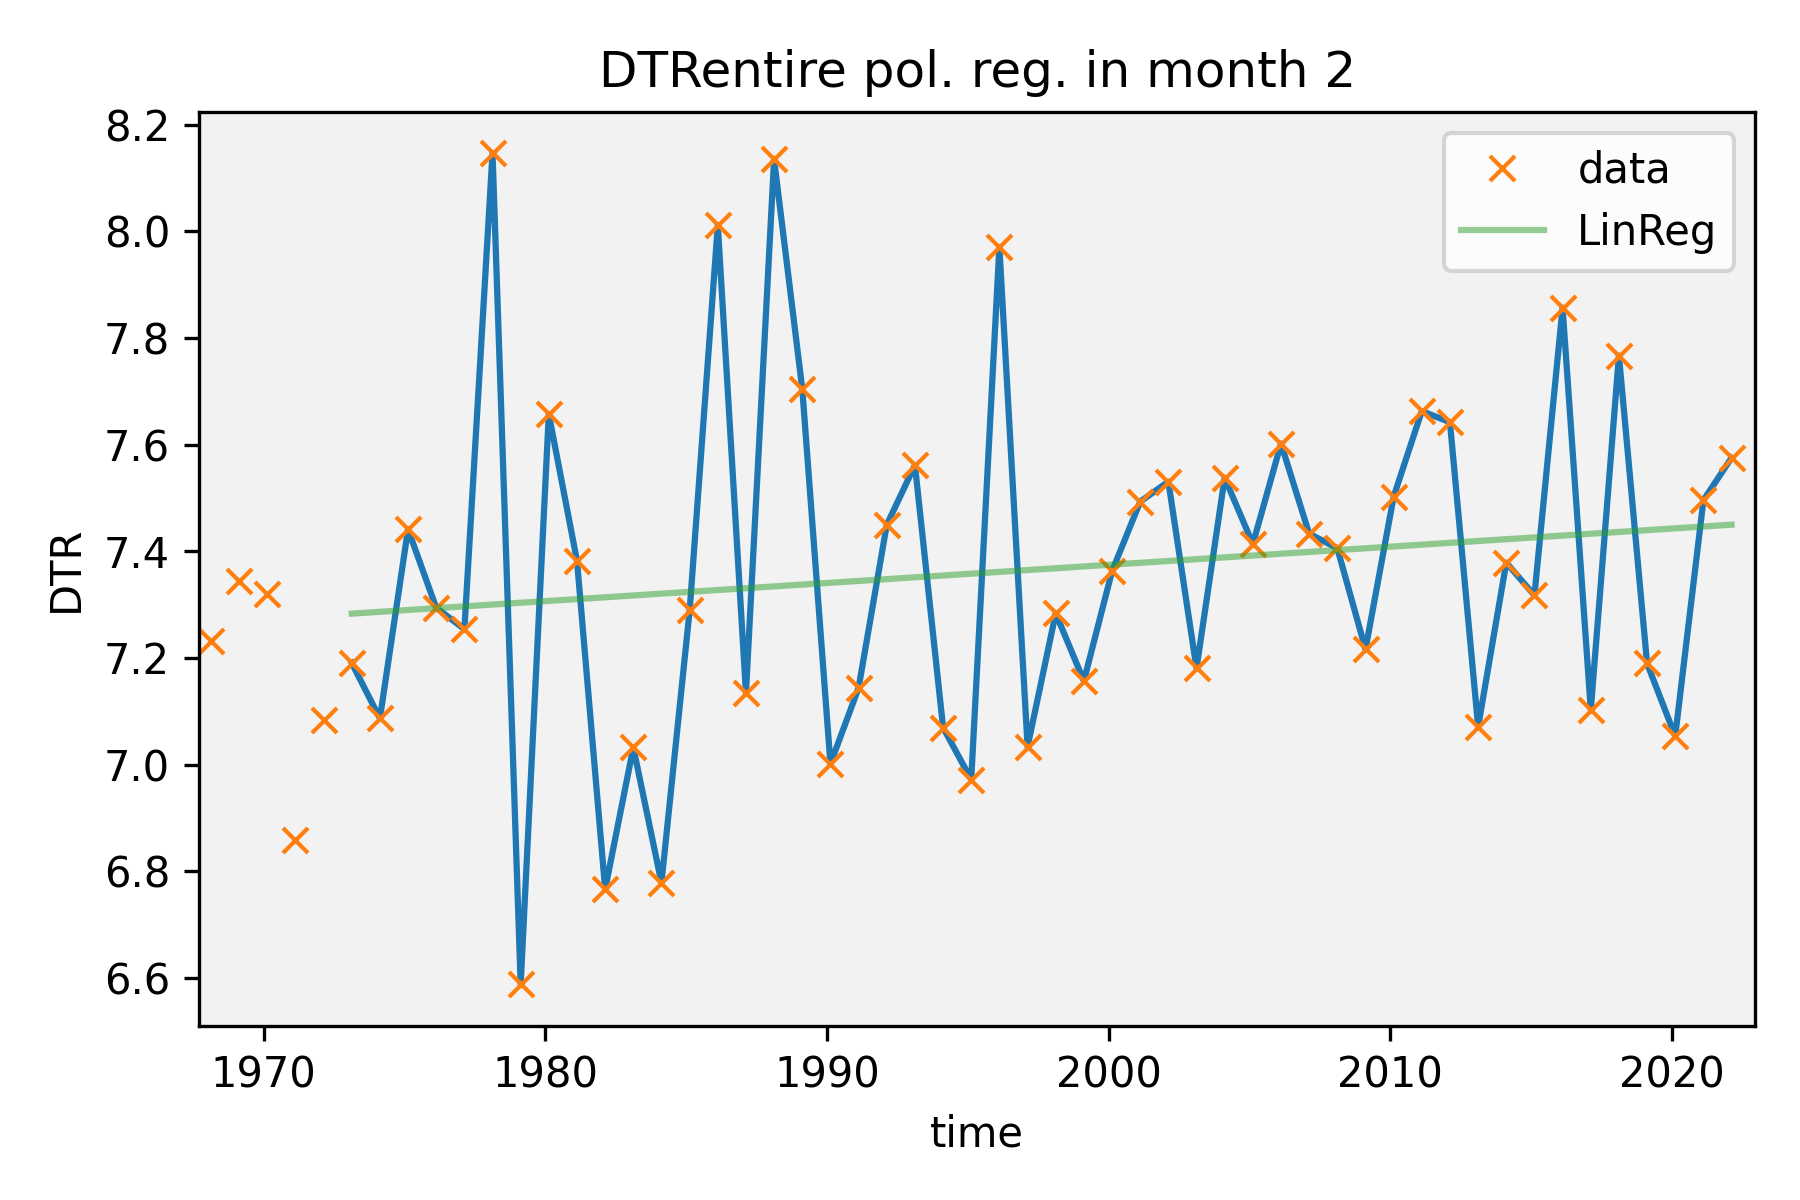 DTRentire pol. reg. in month 2
8.2
8.0
7.8
7.6
7.4
7.2
7.0
6.8
6.6
DTR
data
LinReg
1970 1980 1990 2000 2010 2020
time